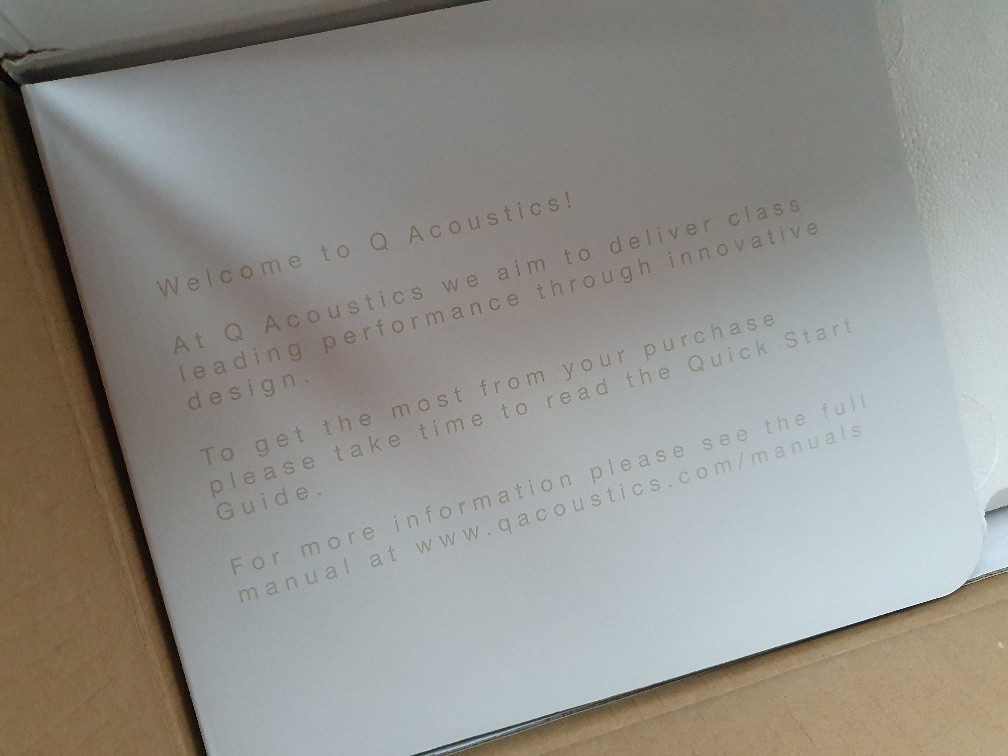 Welcome to Q Acoustics!
At Q Acoustics we aim to deliver class
leading performance through innovative
design.
To get the most from your purchase
please take time to read the Quick Start
Guide.
For more information please see the full
manual at www.qacoustics.com/manuals